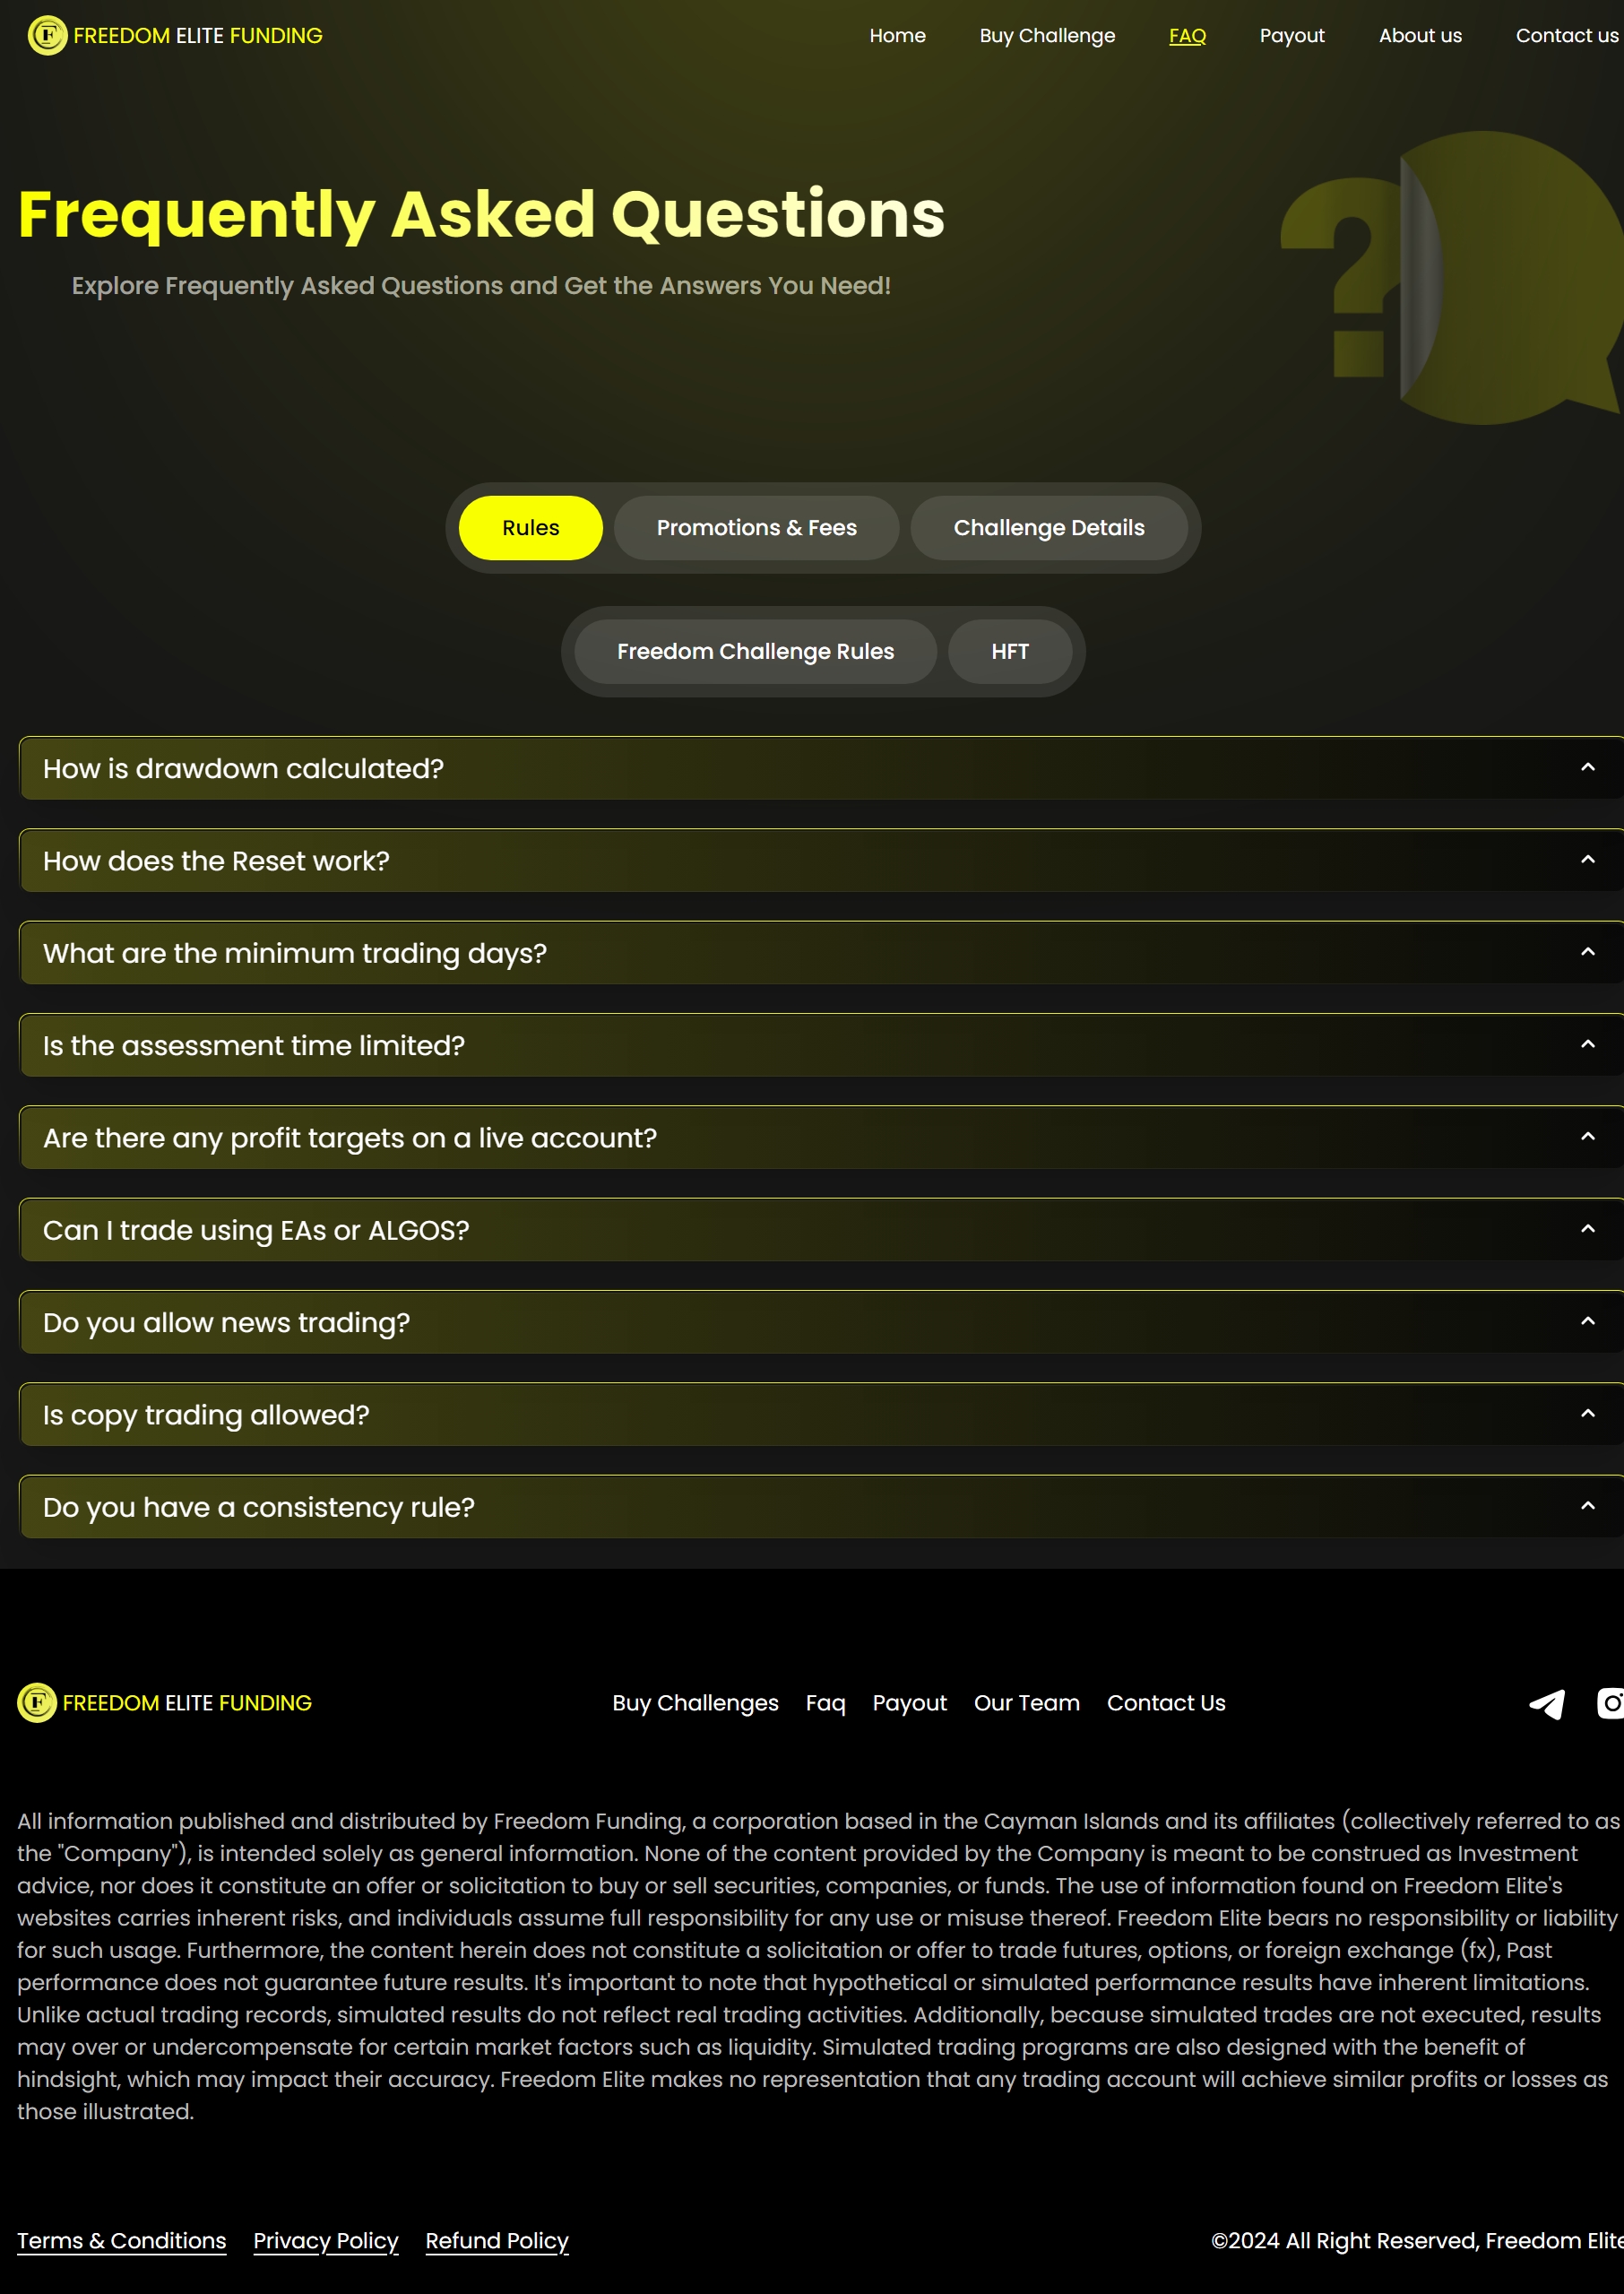 FREEDOM ELITE FUNDING
Home Buy Challenge FAQ Payout About us Contact us
Frequently Asked Questions
Explore Frequently Asked Questions and Get the Answers You Need!
Rules Promotions & Fees Challenge Details
Freedom Challenge Rules HFT
How is drawdown calculated?
How does the Reset work?
What are the minimum trading days?
Is the assessment time limited?
Are there any profit targets on a live account?
Can I trade using EAs or ALGOS?
Do you allow news trading?
Is copy trading allowed?
Do you have a consistency rule?
FREEDOM ELITE FUNDING
Buy Challenges Faq Payout Our Team Contact Us
All information published and distributed by Freedom Funding, a corporation based in the Cayman Islands and its affiliates (collectively referred to as
the "Company"), is intended solely as general information. None of the content provided by the Company is meant to be construed as Investment
advice, nor does it constitute an offer or solicitation to buy or sell securities, companies, or funds. The use of information found on Freedom Elite's
websites carries inherent risks, and individuals assume full responsibility for any use or misuse thereof. Freedom Elite bears no responsibility or liability
for such usage. Furthermore, the content herein does not constitute a solicitation or offer to trade futures, options, or foreign exchange (fx), Past
performance does not guarantee future results. It's important to note that hypothetical or simulated performance results have inherent limitations.
Unlike actual trading records, simulated results do not reflect real trading activities. Additionally, because simulated trades are not executed, results
may over or undercompensate for certain market factors such as liquidity. Simulated trading programs are also designed with the benefit of
hindsight, which may impact their accuracy. Freedom Elite makes no representation that any trading account will achieve similar profits or losses as
those illustrated.
Terms & Conditions Privacy Policy Refund Policy
©2024 All Right Reserved, Freedom Elite